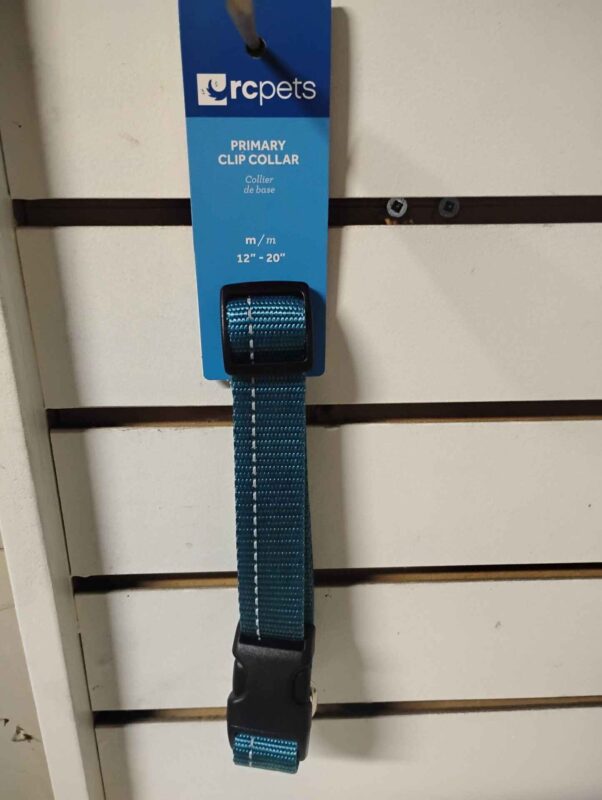 rcpets
PRIMARY
CLIP COLLAR
Collier
de base
m/m
12" - 20"